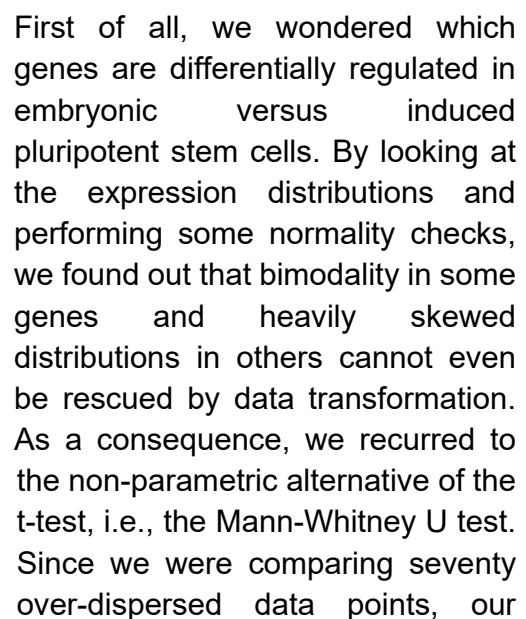 First of all, we wondered which
genes are differentially regulated in
embryonic versus induced
pluripotent stem cells. By looking at
the expression distributions and
performing some normality checks,
we found out that bimodality in some
genes and heavily skewed
distributions in others cannot even
be rescued by data transformation.
As a consequence, we recurred to
the non-parametric alternative of the
t-test, i.e., the Mann-Whitney U test.
Since we were comparing seventy
over-dispersed data points, our